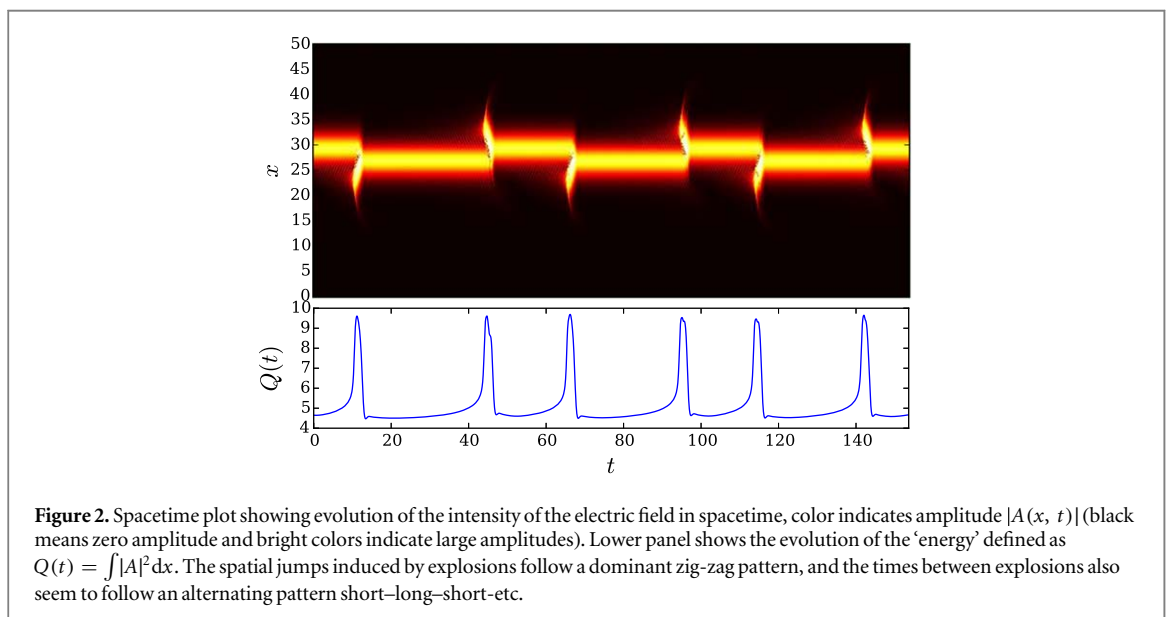 50
45
40
35
30
25
20
15
10
5
0
x
10
9
8
7
6
5
4
Q(t)
0 20 40 60 80 100 120 140
t
Figure 2. Spacetime plot showing evolution of the intensity of the electric field in spacetime, color indicates amplitude |A(x, t)| (black
means zero amplitude and bright colors indicate large amplitudes). Lower panel shows the evolution of the ‘energy’ defined as
Q(t) = ∫|A|²dx. The spatial jumps induced by explosions follow a dominant zig-zag pattern, and the times between explosions also
seem to follow an alternating pattern short–long–short-etc.